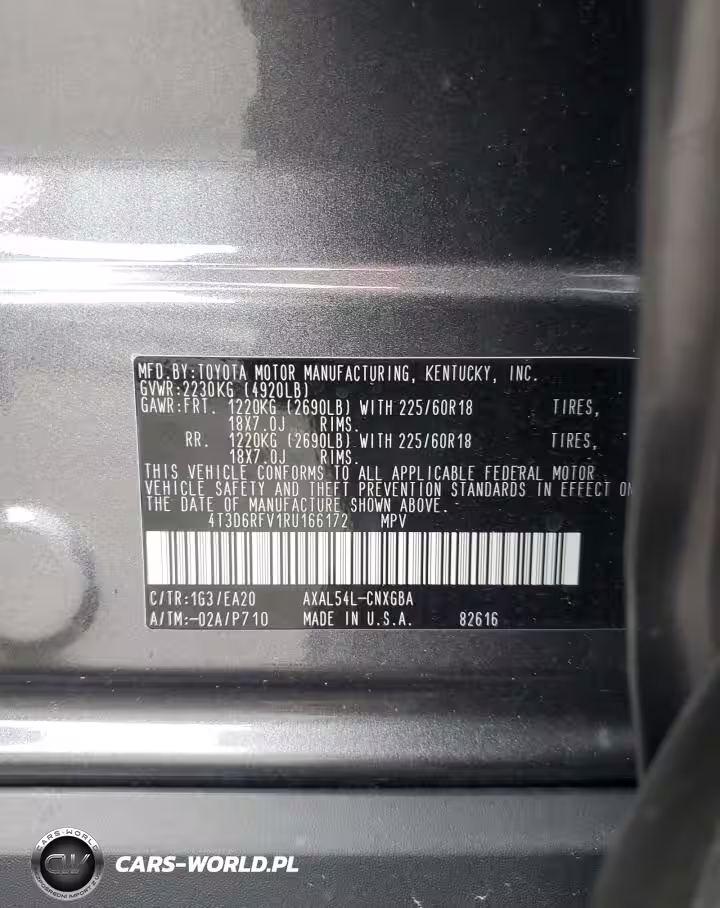 MFD.BY:TOYOTA MOTOR MANUFACTURING, KENTUCKY, INC.
GVWR:2230KG (4920LB)
GAWR:FRT. 1220KG (2690LB) WITH 225/60R18 TIRES,
18X7.0J RIMS.
RR. 1220KG (2690LB) WITH 225/60R18 TIRES,
18X7.0J RIMS.
THIS VEHICLE CONFORMS TO ALL APPLICABLE FEDERAL MOTOR
VEHICLE SAFETY AND THEFT PREVENTION STANDARDS IN EFFECT ON
THE DATE OF MANUFACTURE SHOWN ABOVE.
4T3D6RFV1RU166172 MPV
C/TR:1G3/EA20 AXAL54L-CNXGBA
A/TM:-02A/P710 MADE IN U.S.A. 82616
CARS-WORLD
CW
CARS-WORLD.PL